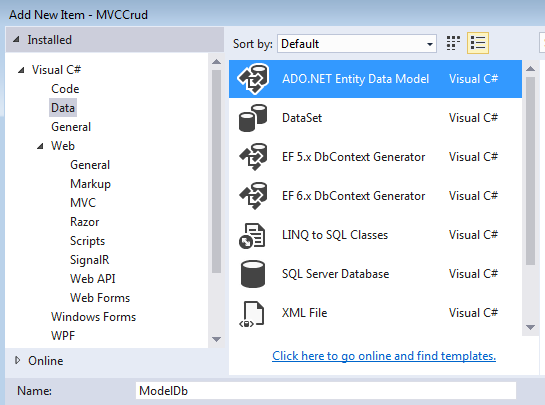 Add New Item - MVCCrud
Installed
Sort by: Default
Visual C#
Code
Data
General
Web
General
Markup
MVC
Razor
Scripts
SignalR
Web API
Web Forms
Windows Forms
WPF
Online
ADO.NET Entity Data Model Visual C#
DataSet Visual C#
EF 5.x DbContext Generator Visual C#
EF 6.x DbContext Generator Visual C#
LINQ to SQL Classes Visual C#
SQL Server Database Visual C#
XML File Visual C#
Click here to go online and find templates.
Name: ModelDb